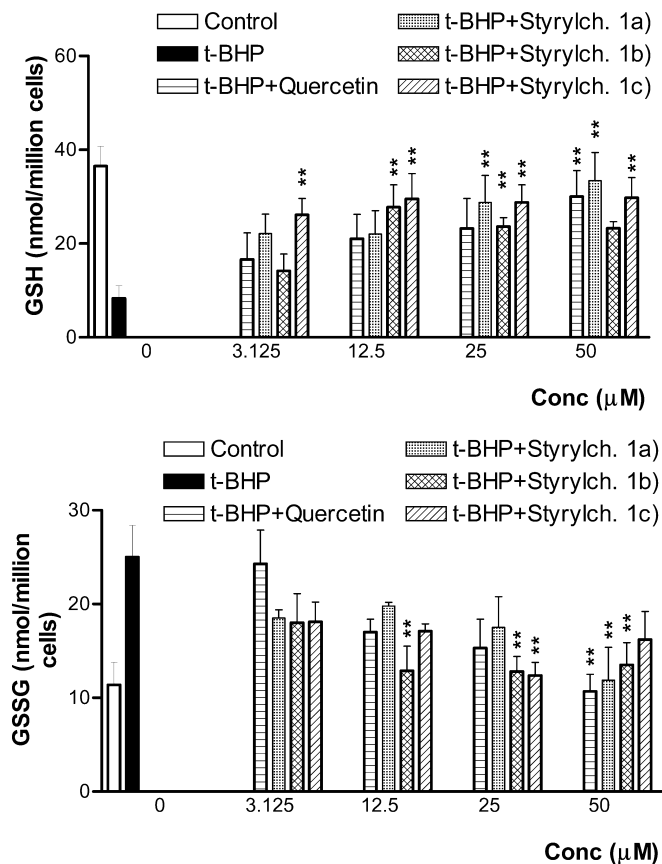 Control
t-BHP
t-BHP+Quercetin
t-BHP+Styrylch. 1a)
t-BHP+Styrylch. 1b)
t-BHP+Styrylch. 1c)
GSH (nmol/million cells)
60
40
20
0
**
**
**
**
**
**
**
**
**
0
3.125
12.5
25
50
Conc (μM)
Control
t-BHP
t-BHP+Quercetin
t-BHP+Styrylch. 1a)
t-BHP+Styrylch. 1b)
t-BHP+Styrylch. 1c)
GSSG (nmol/million
cells)
30
20
10
0
**
**
**
**
**
**
0
3.125
12.5
25
50
Conc (μM)